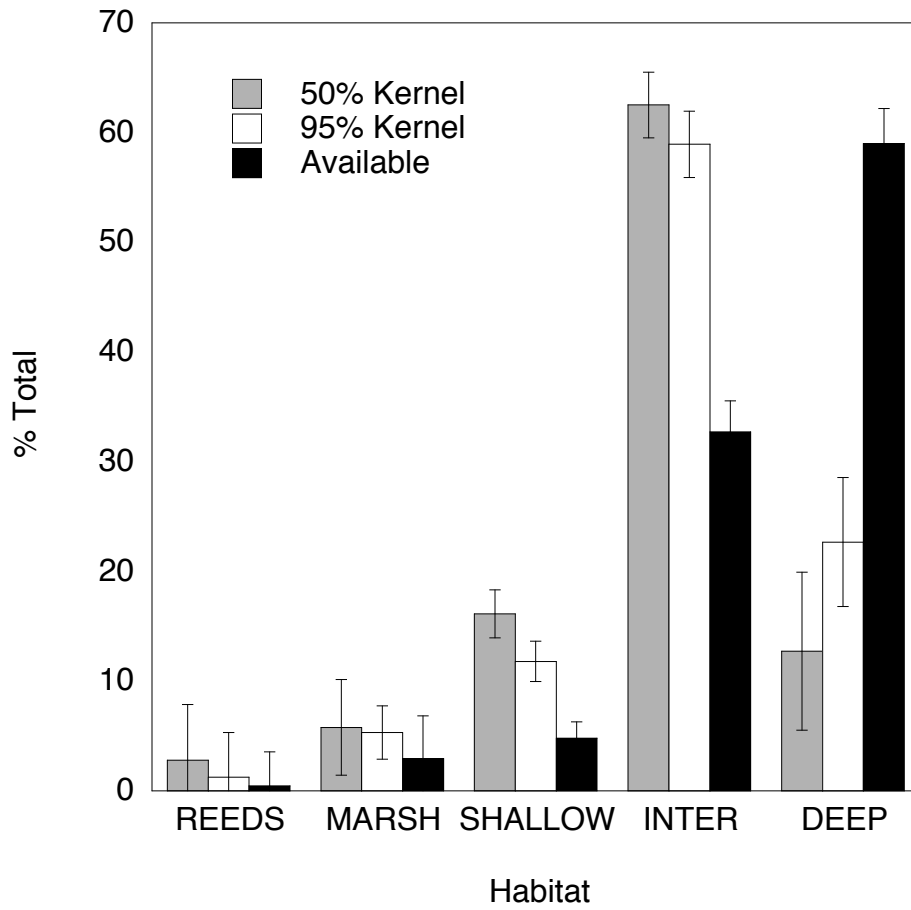 70
60
50
40
30
20
10
0
% Total
50% Kernel
95% Kernel
Available
REEDS MARSH SHALLOW INTER DEEP
Habitat